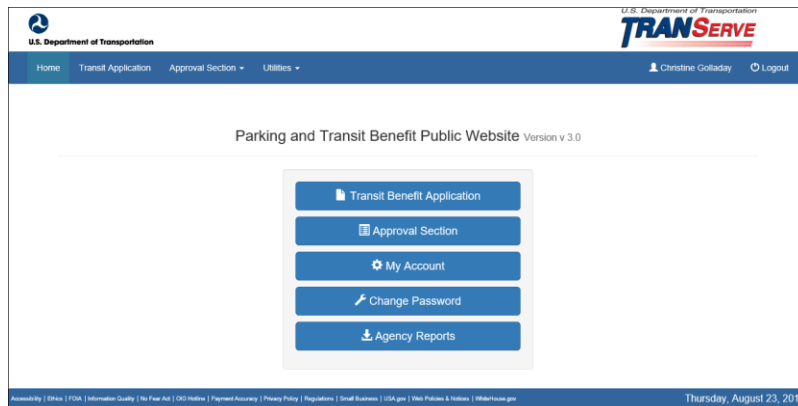 U.S. Department of Transportation
U.S. Department of Transportation
TRANSERVE
Home Transit Application Approval Section Utilities Christine Golladay Logout
Parking and Transit Benefit Public Website Version v 3.0
Transit Benefit Application
Approval Section
My Account
Change Password
Agency Reports
Accessibility | Ethics | FOIA | Information Quality | No Fear Act | OIG Hotline | Payment Accuracy | Privacy Policy | Regulations | Small Business | USA.gov | Web Policies & Notices | WhiteHouse.gov Thursday, August 23, 201